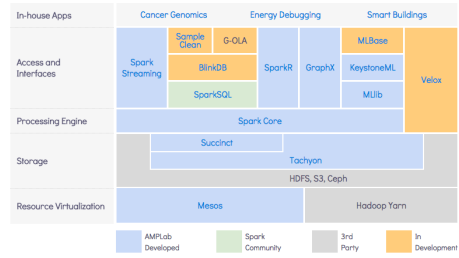 In-house Apps
Cancer Genomics
Energy Debugging
Smart Buildings
Access and
Interfaces
Spark
Streaming
Sample
Clean
G-OLA
BlinkDB
SparkSQL
SparkR
GraphX
MLBase
KeystoneML
MLlib
Velox
Processing Engine
Spark Core
Storage
Succinct
Tachyon
HDFS, S3, Ceph
Resource Virtualization
Mesos
Hadoop Yarn
AMPLab
Developed
Spark
Community
3rd
Party
In
Development